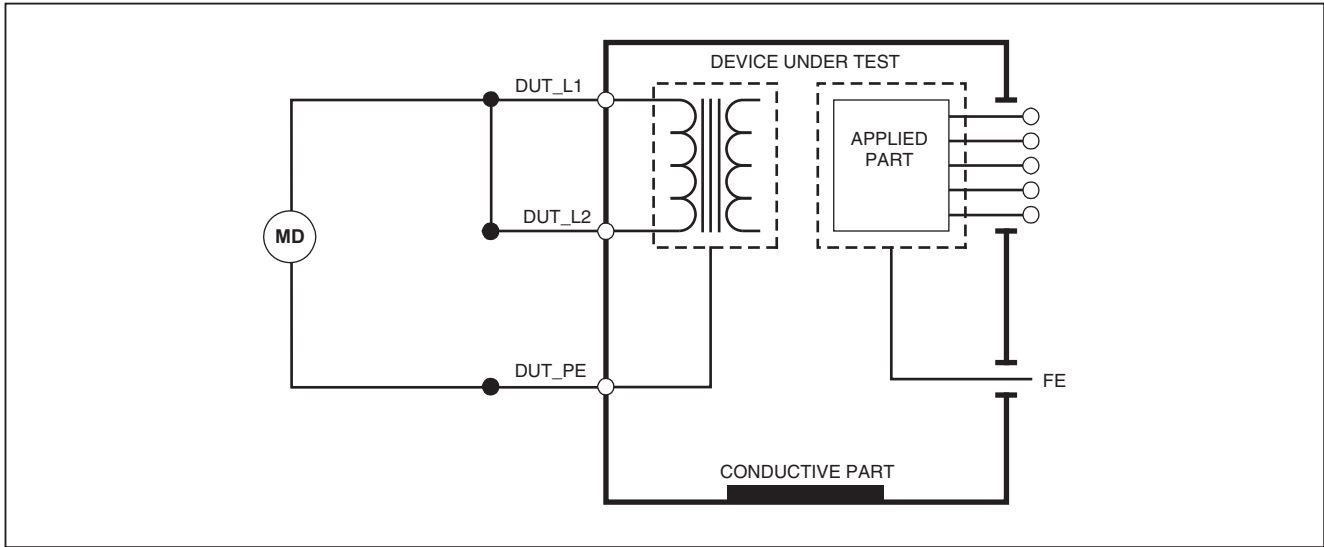 DEVICE UNDER TEST
DUT_L1
APPLIED
PART
DUT_L2
MD
DUT_PE
FE
CONDUCTIVE PART